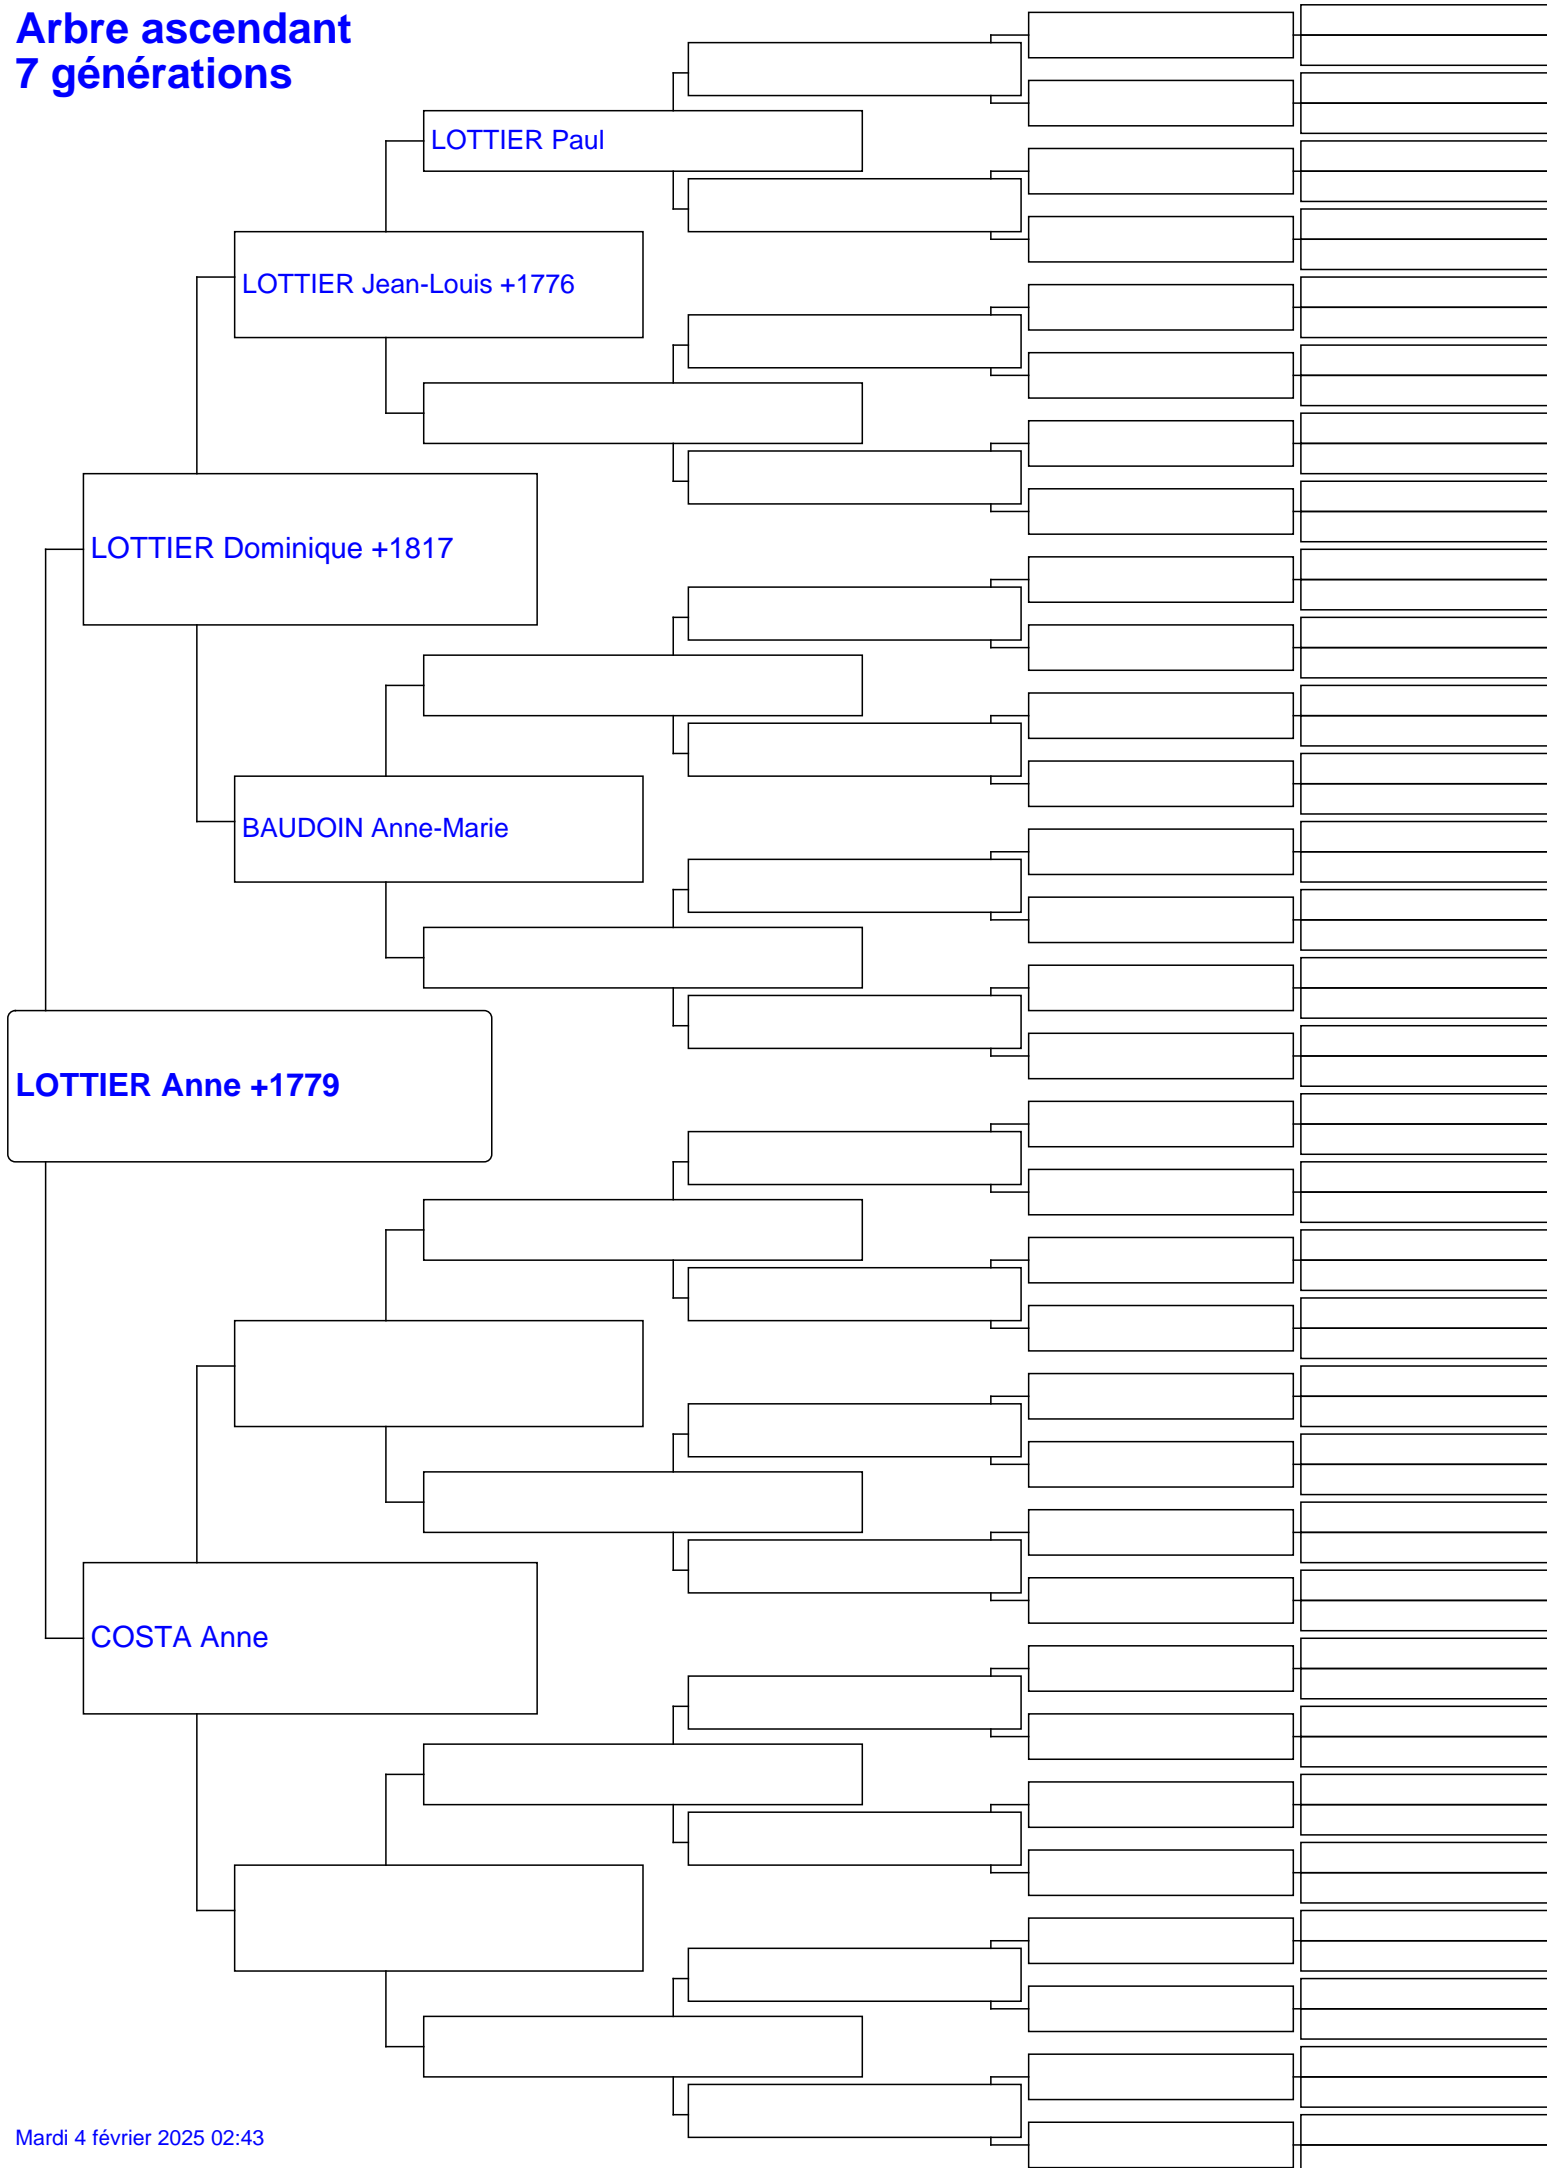 Arbre ascendant
7 générations
LOTTIER Paul
LOTTIER Jean-Louis +1776
LOTTIER Dominique +1817
BAUDOIN Anne-Marie
LOTTIER Anne +1779
COSTA Anne
Mardi 4 février 2025 02:43